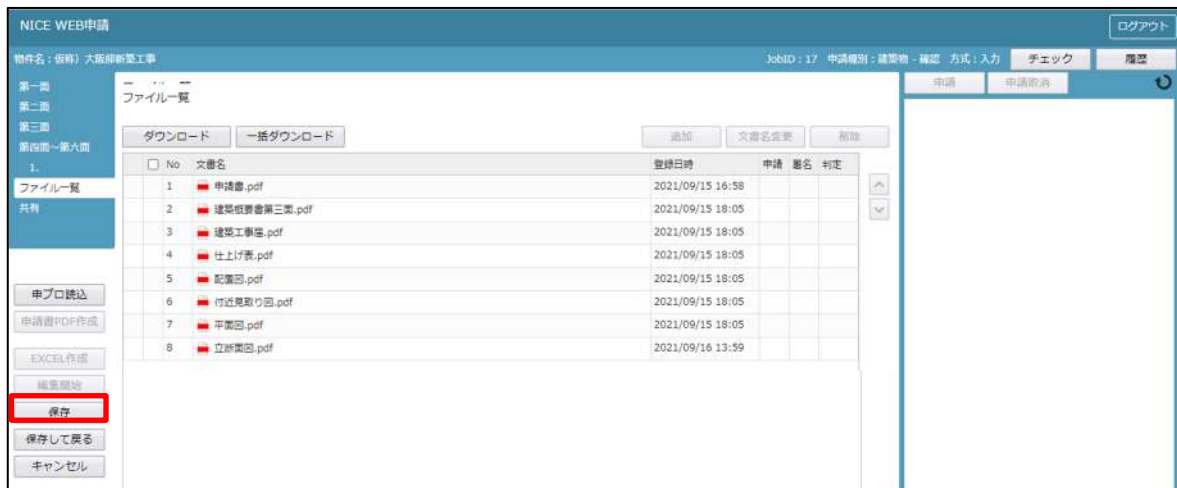 NICE WEB申請
ログアウト
物件名：仮称）大阪邸新築工事
JobID：17 申請種別：建築物 - 確認 方式：入力 チェック 履歴
第一面
第二面
第三面
第四面～第六面
1.
ファイル一覧
共有
申プロ読込
申請書PDF作成
EXCEL作成
編集開始
保存
保存して戻る
キャンセル
ファイル一覧
ダウンロード 一括ダウンロード 追加 文書名変更 削除
No 文書名 登録日時 申請 署名 判定
1 申請書.pdf 2021/09/15 16:58
2 建築概要書第三面.pdf 2021/09/15 18:05
3 建築工事届.pdf 2021/09/15 18:05
4 仕上げ表.pdf 2021/09/15 18:05
5 配置図.pdf 2021/09/15 18:05
6 付近見取り図.pdf 2021/09/15 18:05
7 平面図.pdf 2021/09/15 18:05
8 立断面図.pdf 2021/09/16 13:59
申請 申請取消